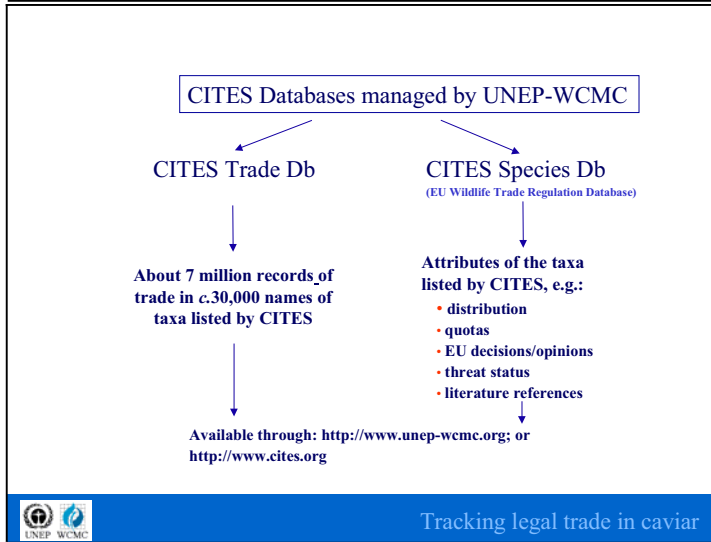 CITES Databases managed by UNEP-WCMC
CITES Trade Db
CITES Species Db
(EU Wildlife Trade Regulation Database)
About 7 million records of
trade in c.30,000 names of
taxa listed by CITES
Attributes of the taxa
listed by CITES, e.g.:
• distribution
• quotas
• EU decisions/opinions
• threat status
• literature references
Available through: http://www.unep-wcmc.org; or
http://www.cites.org
UNEP WCMC
Tracking legal trade in caviar